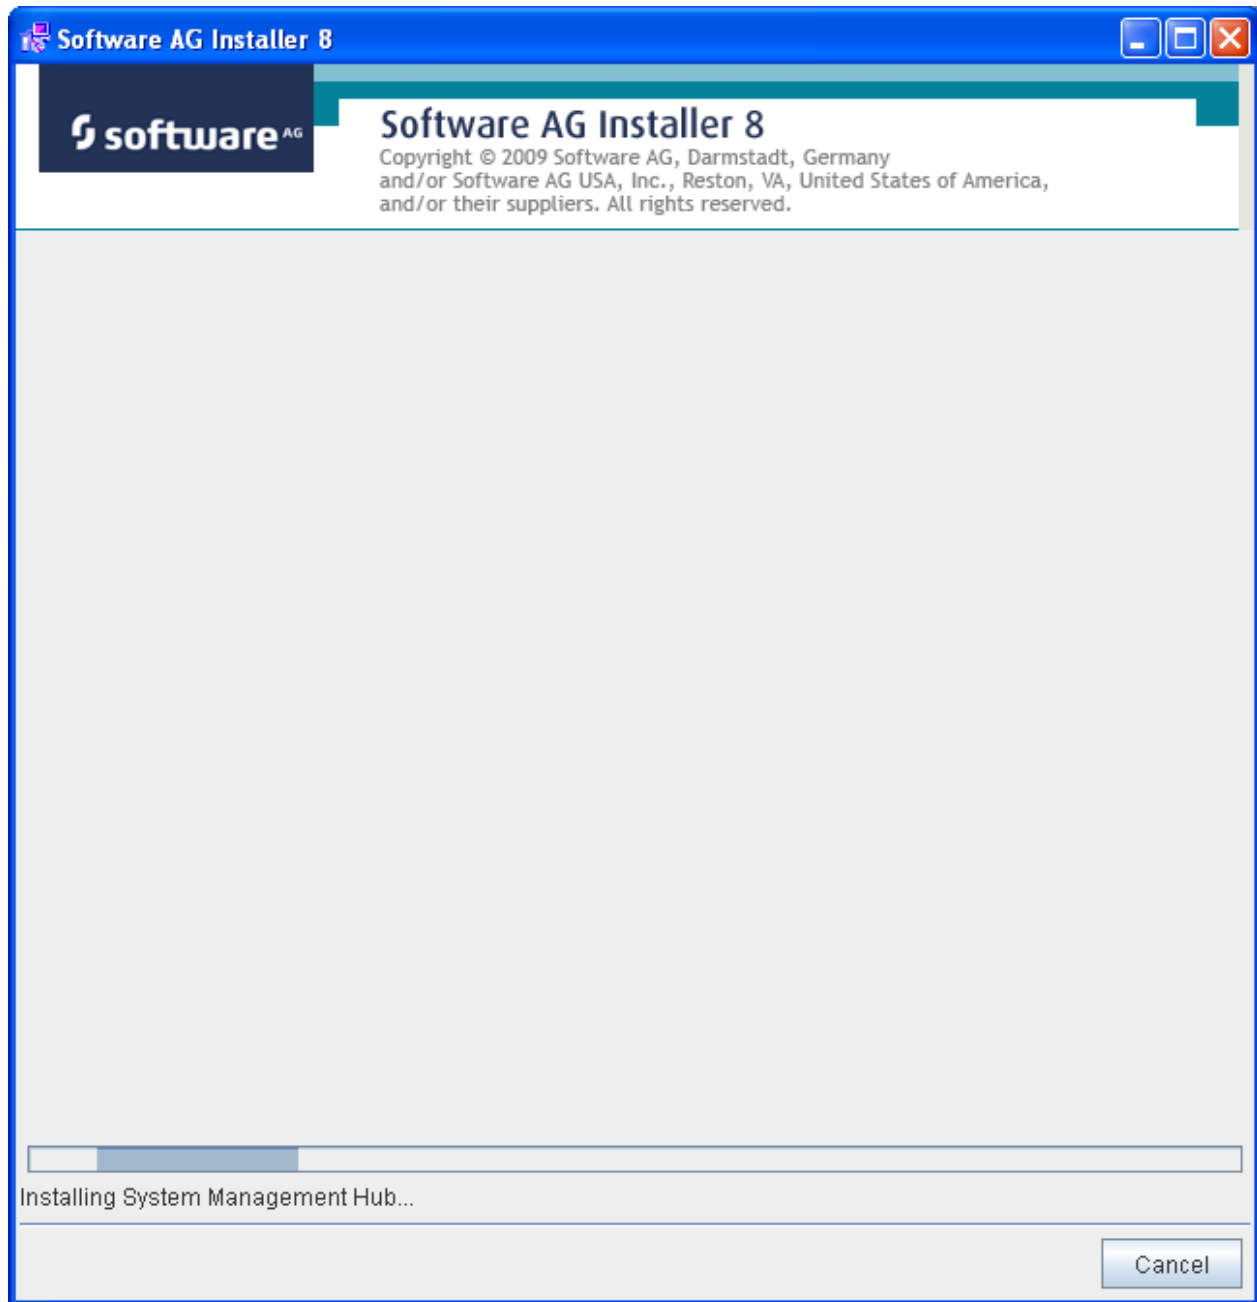 Software AG Installer 8
software AG
Software AG Installer 8
Copyright © 2009 Software AG, Darmstadt, Germany
and/or Software AG USA, Inc., Reston, VA, United States of America,
and/or their suppliers. All rights reserved.
Installing System Management Hub...
Cancel